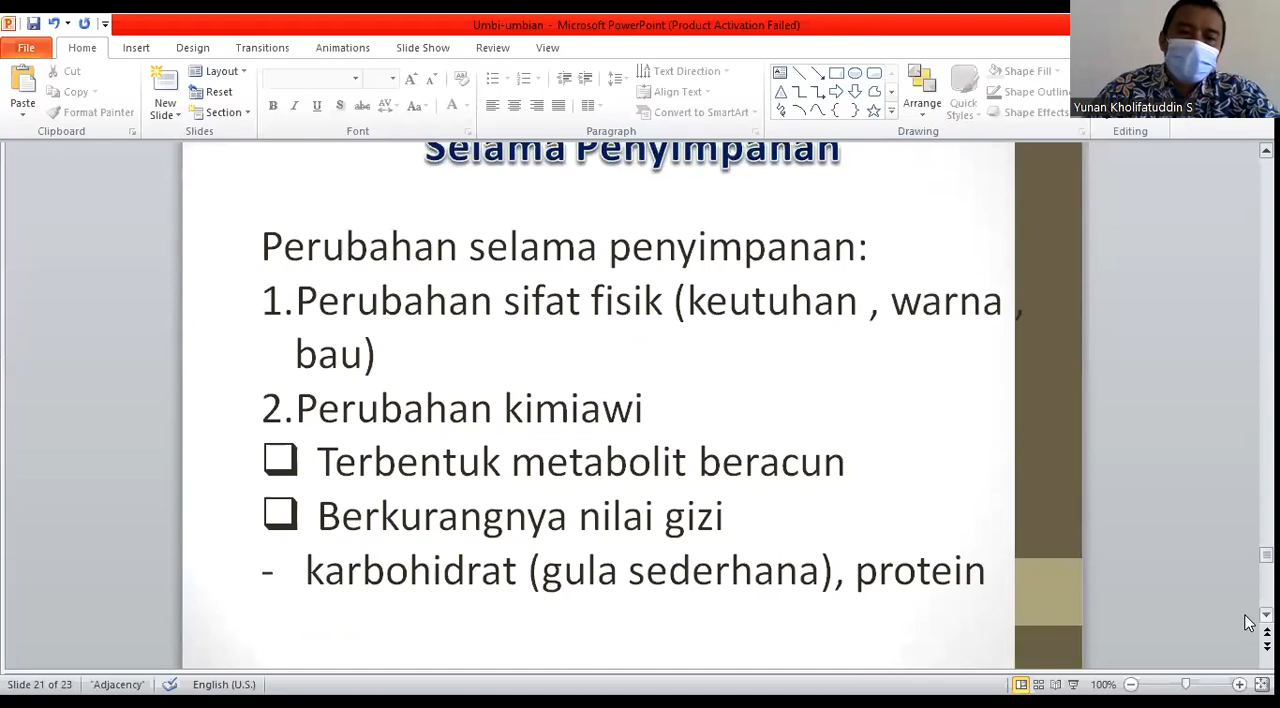 Umbi-umbian - Microsoft PowerPoint (Product Activation Failed)
File Home Insert Design Transitions Animations Slide Show Review View
Cut
Copy
Format Painter
Paste
Clipboard
New Slide
Layout
Reset
Section
Slides
Font
Text Direction
Align Text
Convert to SmartArt
Paragraph
Arrange
Quick Styles
Shape Fill
Shape Outlin
Shape Effects
Drawing
Editing
Yunan Kholifatuddin S
Selama Penyimpanan
Perubahan selama penyimpanan:
1.Perubahan sifat fisik (keutuhan , warna ,
bau)
2.Perubahan kimiawi
Terbentuk metabolit beracun
Berkurangnya nilai gizi
- karbohidrat (gula sederhana), protein
Slide 21 of 23 "Adjacency" English (U.S.) 100%